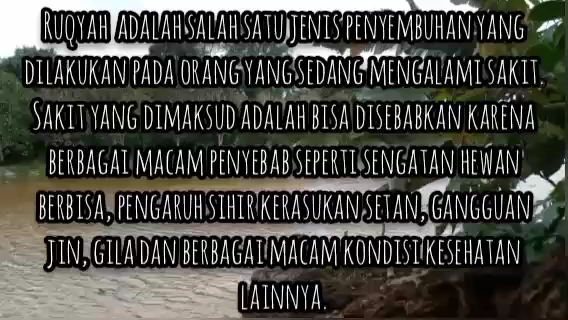 RUQYAH ADALAH SALAH SATU JENIS PENYEMBUHAN YANG
DILAKUKAN PADA ORANG YANG SEDANG MENGALAMI SAKIT.
SAKIT YANG DIMAKSUD ADALAH BISA DISEBABKAN KARENA
BERBAGAI MACAM PENYEBAB SEPERTI SENGATAN HEWAN
BERBISA, PENGARUH SIHIR KERASUKAN SETAN, GANGGUAN
JIN, GILA DAN BERBAGAI MACAM KONDISI KESEHATAN
LAINNYA.